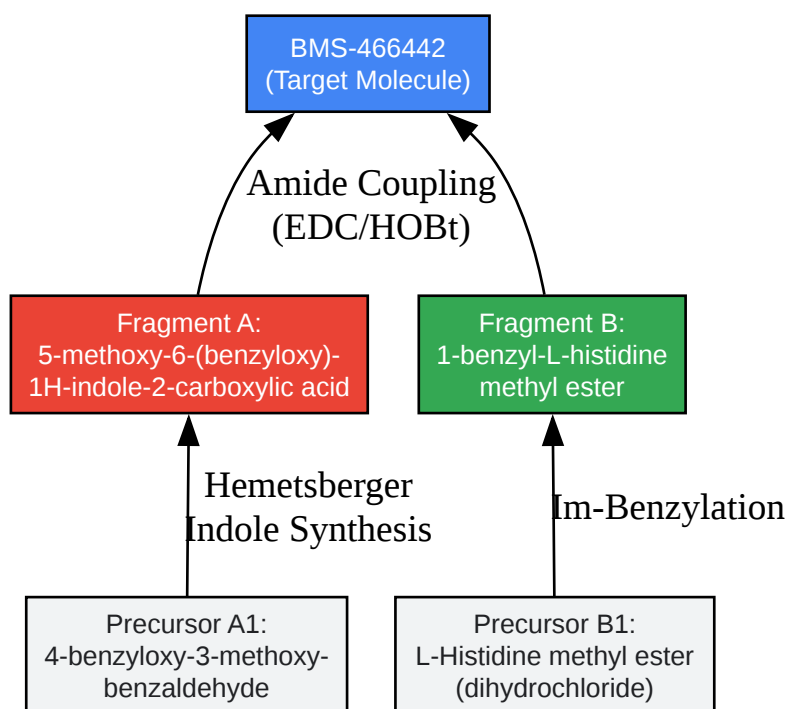 BMS-466442
(Target Molecule)
Amide Coupling
(EDC/HOBt)
Fragment A:
5-methoxy-6-(benzyloxy)-
1H-indole-2-carboxylic acid
Fragment B:
1-benzyl-L-histidine
methyl ester
Hemetsberger
Indole Synthesis
Im-Benzylation
Precursor A1:
4-benzyloxy-3-methoxy-
benzaldehyde
Precursor B1:
L-Histidine methyl ester
(dihydrochloride)